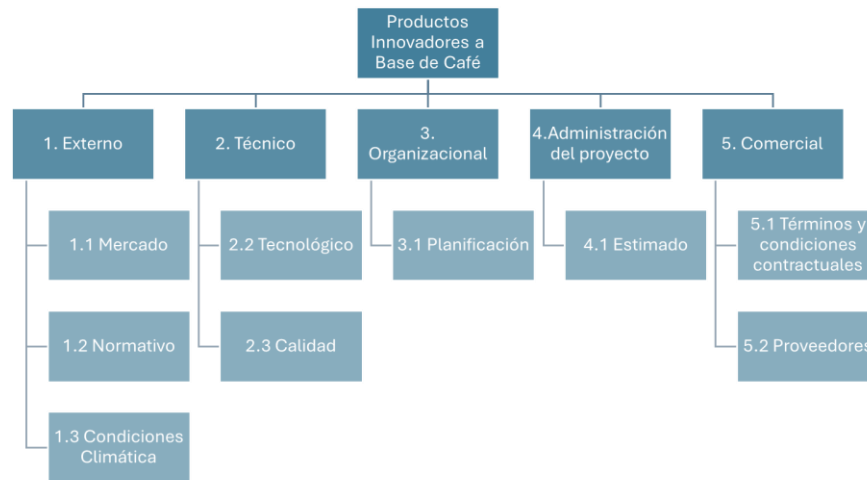 Productos
Innovadores a
Base de Café
1. Externo
2. Técnico
3.
Organizacional
4.Administración
del proyecto
5. Comercial
1.1 Mercado
2.2 Tecnológico
3.1 Planificación
4.1 Estimado
5.1 Términos y
condiciones
contractuales
1.2 Normativo
2.3 Calidad
5.2 Proveedores
1.3 Condiciones
Climática